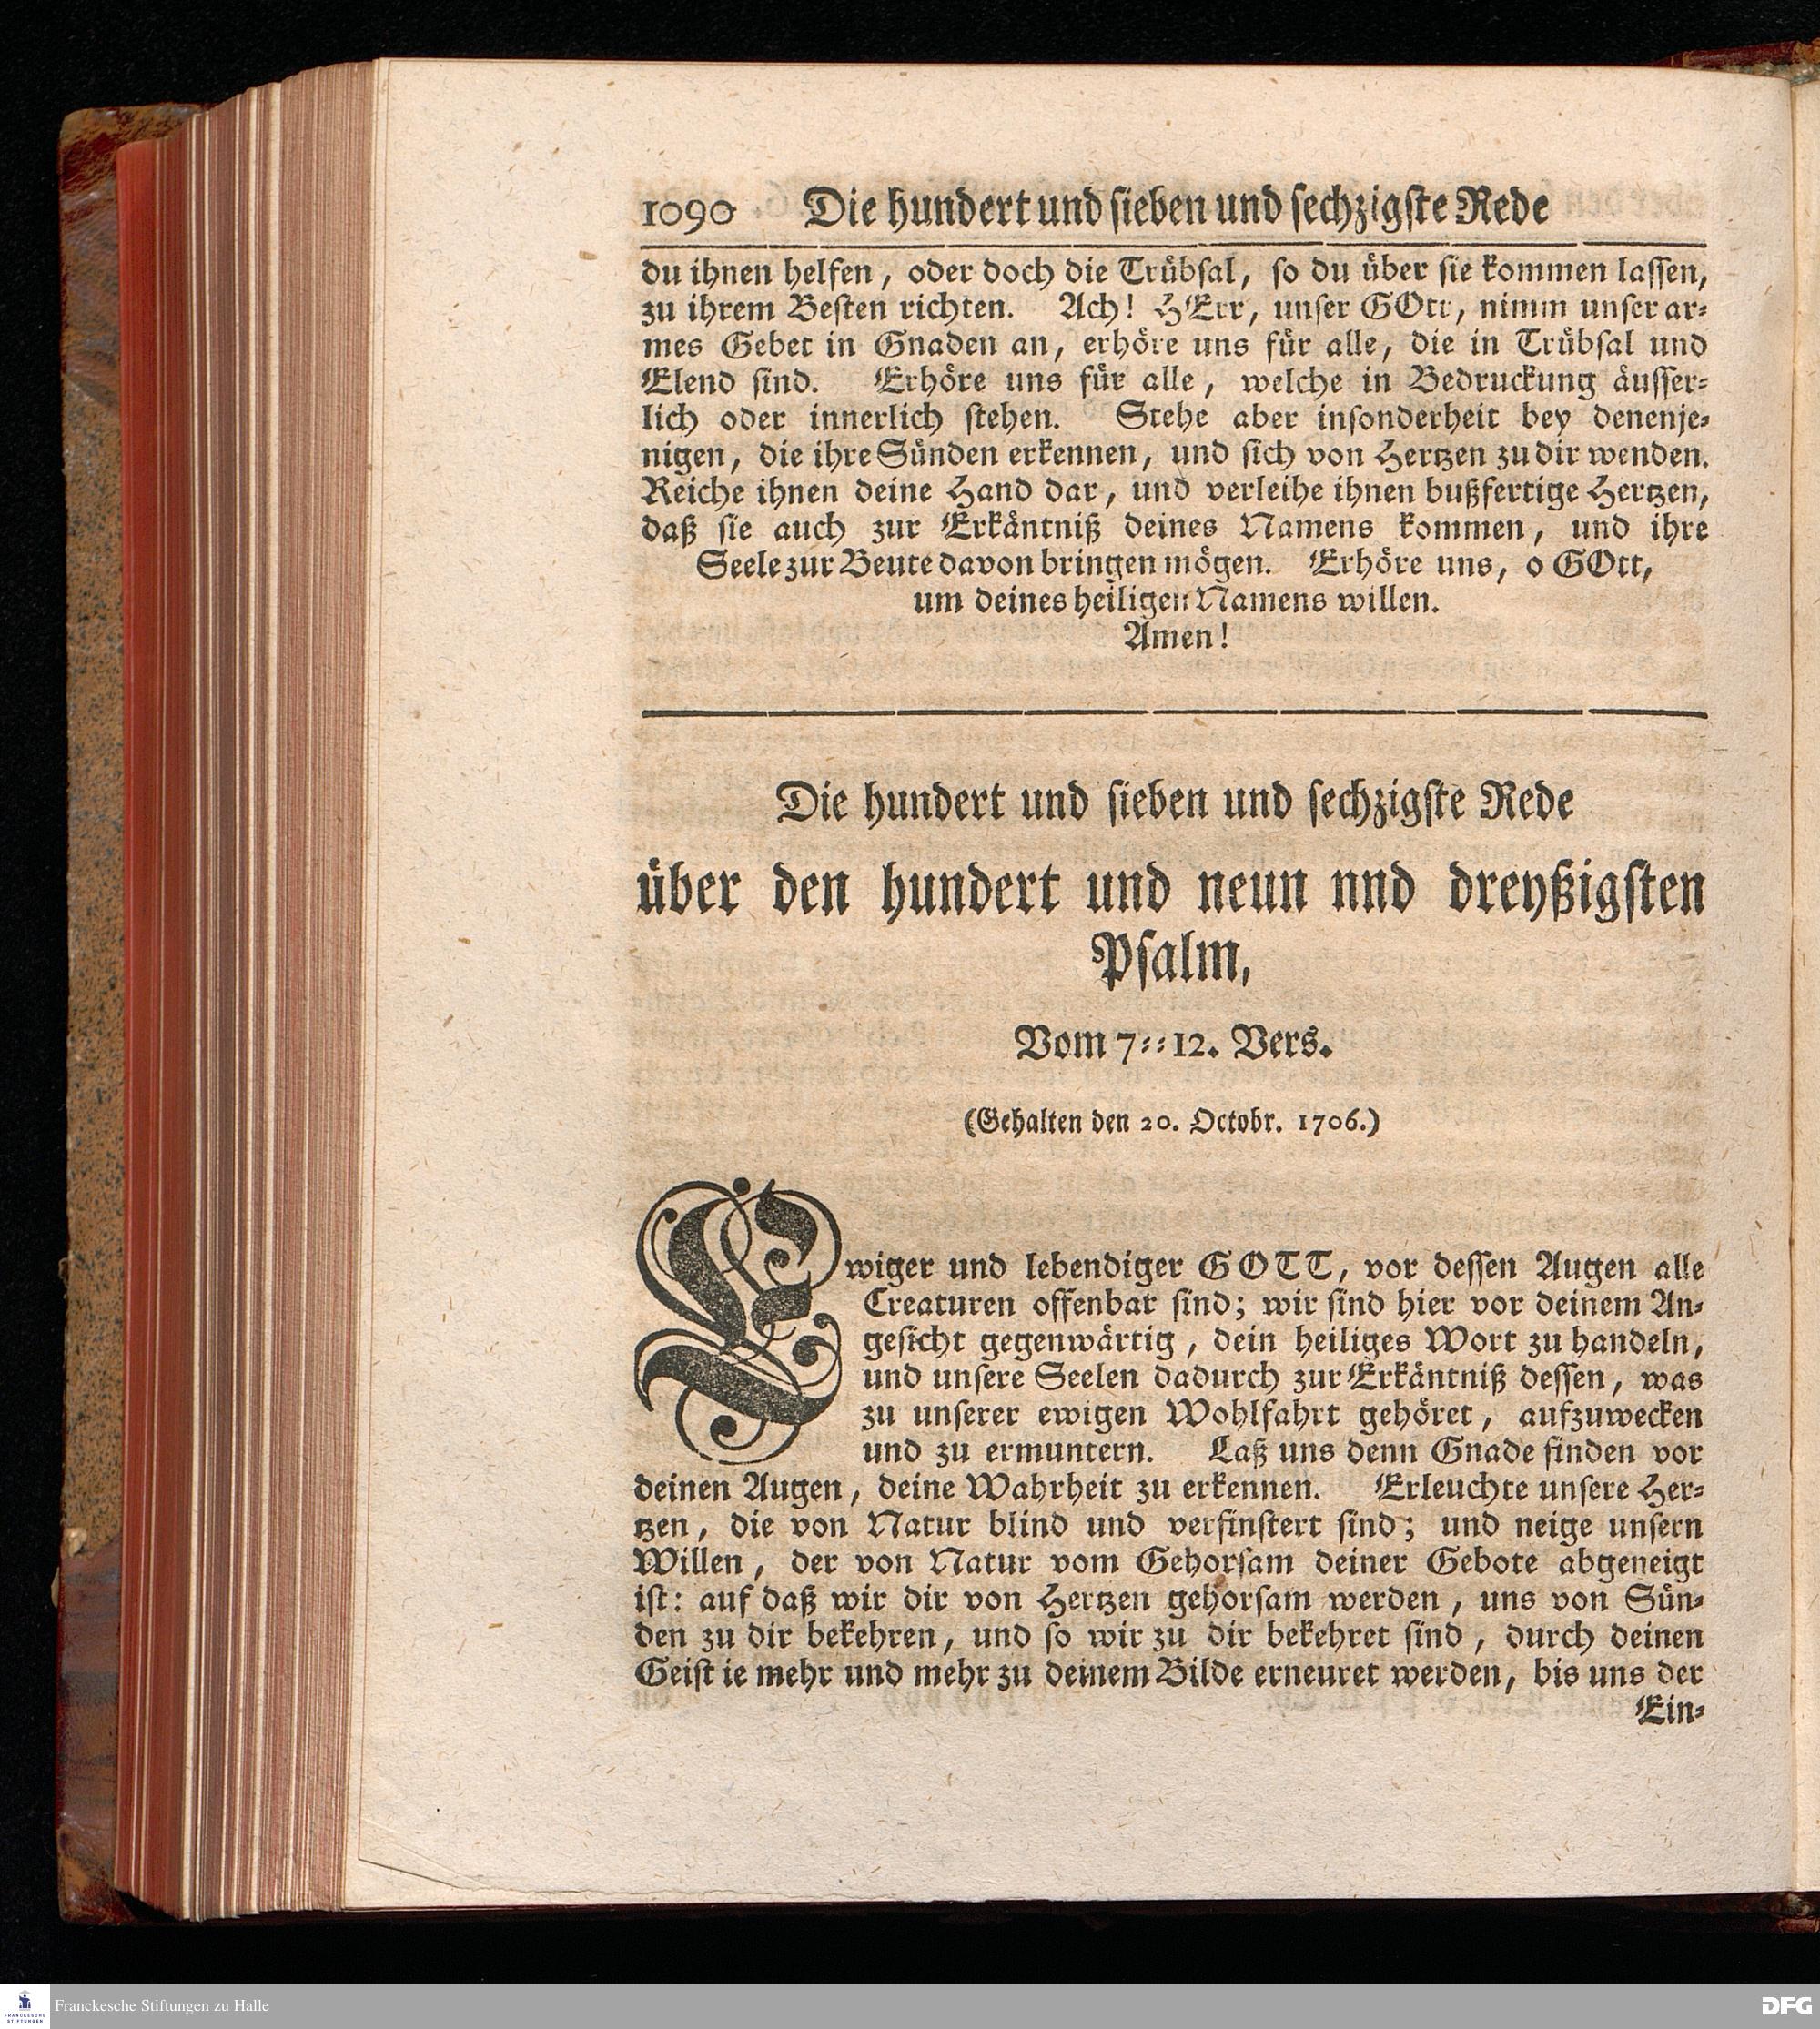 1090 Die hundert und sieben und sechzigste Rede
du ihnen helfen, oder doch die Trübsal, so du über sie kommen lassen,
zu ihrem Besten richten. Ach! HErr, unser GOtt, nimm unser ar-
mes Gebet in Gnaden an, erhöre uns für alle, die in Trübsal und
Elend sind. Erhöre uns für alle, welche in Bedruckung äusser-
lich oder innerlich stehen. Stehe aber insonderheit bey denenje-
nigen, die ihre Sünden erkennen, und sich von Hertzen zu dir wenden.
Reiche ihnen deine Hand dar, und verleihe ihnen bußfertige Hertzen,
daß sie auch zur Erkäntniß deines Namens kommen, und ihre
Seele zur Beute davon bringen mögen. Erhöre uns, o GOtt,
um deines heiligen Namens willen.
Amen!
Die hundert und sieben und sechzigste Rede
über den hundert und neun nnd dreyßigsten
Psalm,
Vom 7==12. Vers.
(Gehalten den 20. Octobr. 1706.)
Ewiger und lebendiger GOTT, vor dessen Augen alle
Creaturen offenbar sind; wir sind hier vor deinem An-
gesicht gegenwärtig, dein heiliges Wort zu handeln,
und unsere Seelen dadurch zur Erkäntniß dessen, was
zu unserer ewigen Wohlfahrt gehöret, aufzuwecken
und zu ermuntern. Laß uns denn Gnade finden vor
deinen Augen, deine Wahrheit zu erkennen. Erleuchte unsere Her-
tzen, die von Natur blind und verfinstert sind; und neige unsern
Willen, der von Natur vom Gehorsam deiner Gebote abgeneigt
ist: auf daß wir dir von Hertzen gehorsam werden, uns von Sün-
den zu dir bekehren, und so wir zu dir bekehret sind, durch deinen
Geist ie mehr und mehr zu deinem Bilde erneuret werden, bis uns der
Ein-
FRANCKESCHE STIFTUNGEN
Franckesche Stiftungen zu Halle
DFG